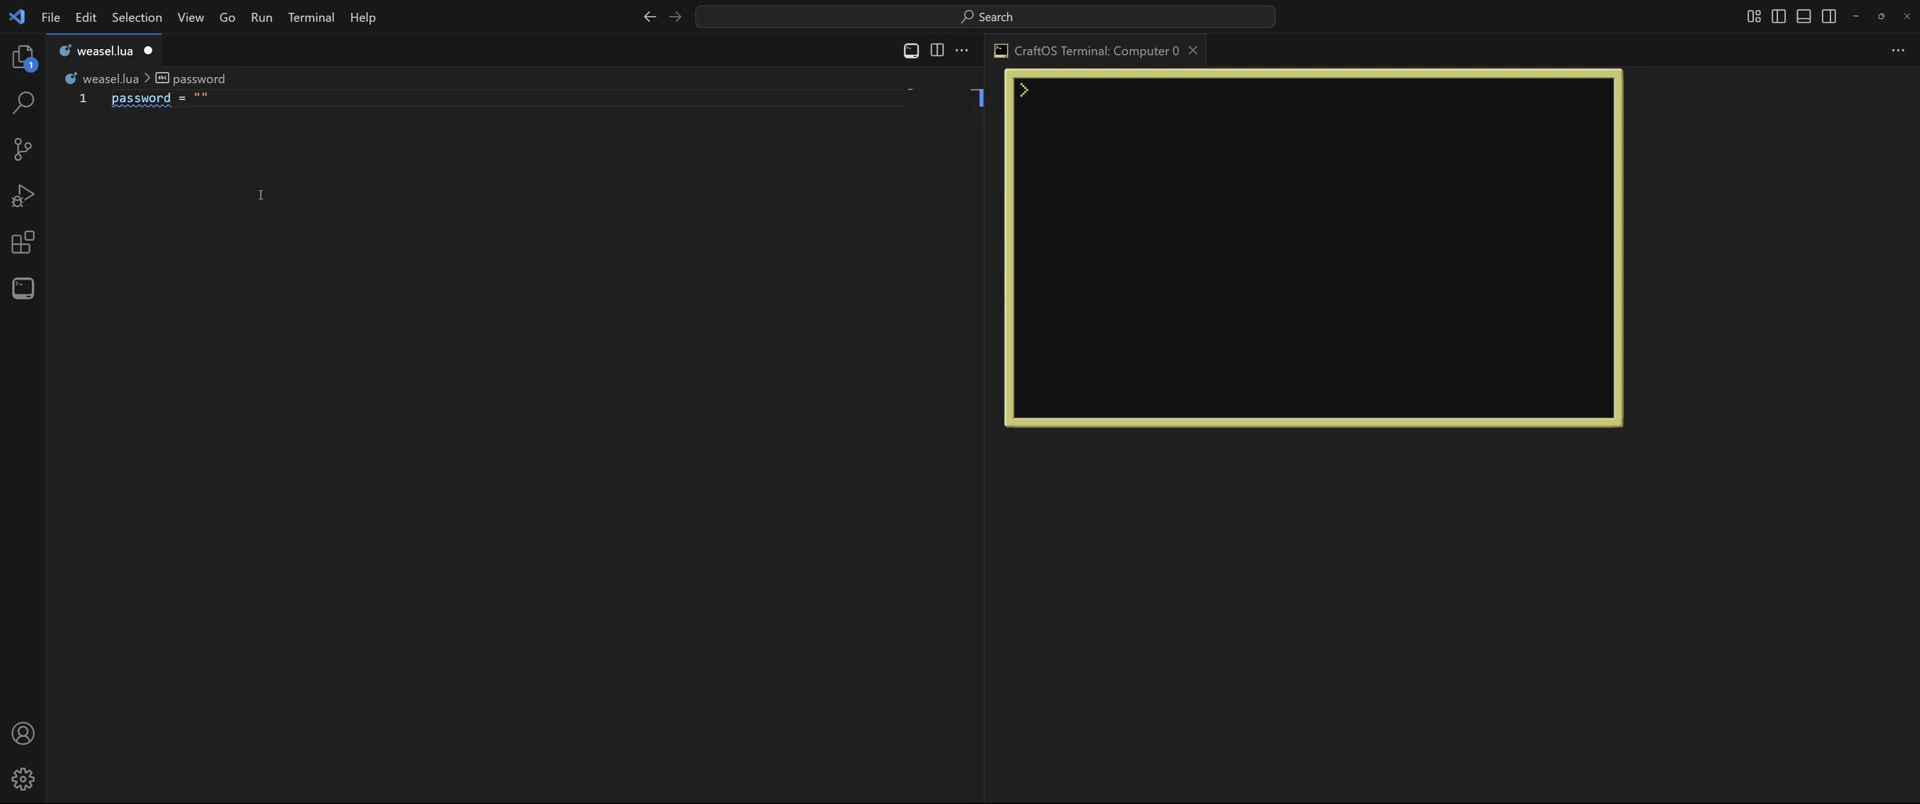 File Edit Selection View Go Run Terminal Help
Search
weasel.lua
CraftOS Terminal: Computer 0
1
weasel.lua > password
1 password = ""
>